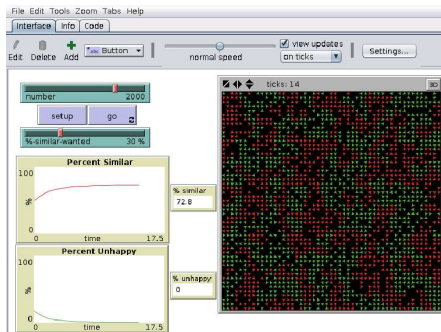 File Edit Tools Zoom Tabs Help
Interface Info Code
Edit Delete Add abc Button normal speed view updates on ticks Settings...
ticks: 14 3D
number 2000
setup go
%-similar-wanted 30 %
Percent Similar
100
%
0
0 time 17.5
% similar
72.8
Percent Unhappy
100
%
0
0 time 17.5
% unhappy
0